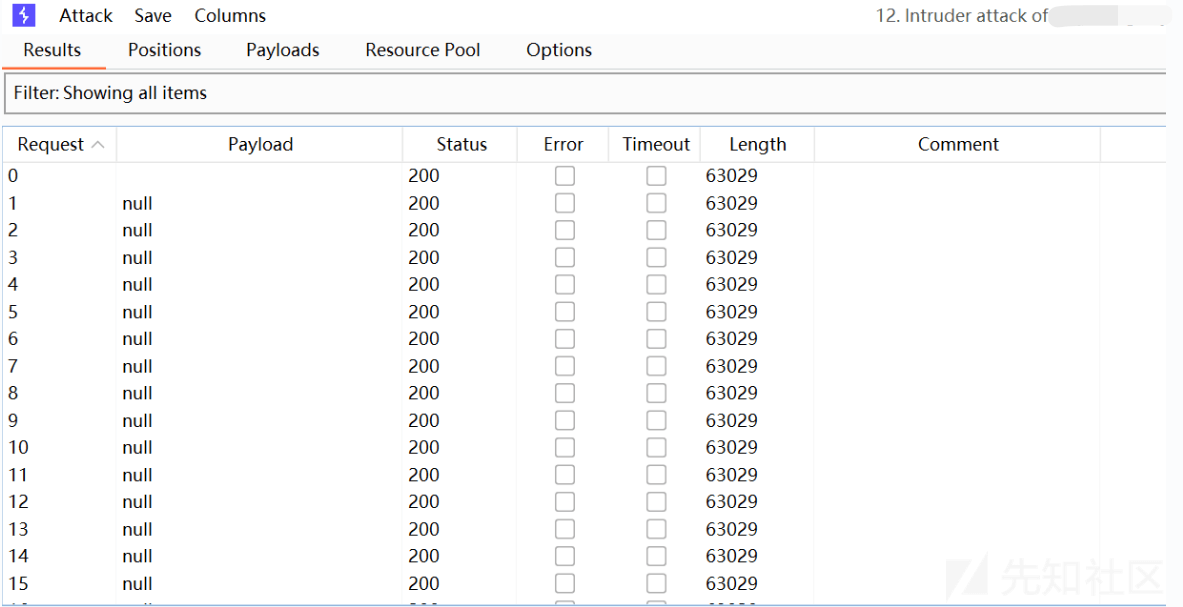 Attack Save Columns 12. Intruder attack of
Results Positions Payloads Resource Pool Options
Filter: Showing all items
Request Payload Status Error Timeout Length Comment
0 200 63029
1 null 200 63029
2 null 200 63029
3 null 200 63029
4 null 200 63029
5 null 200 63029
6 null 200 63029
7 null 200 63029
8 null 200 63029
9 null 200 63029
10 null 200 63029
11 null 200 63029
12 null 200 63029
13 null 200 63029
14 null 200 63029
15 null 200 63029
先知社区